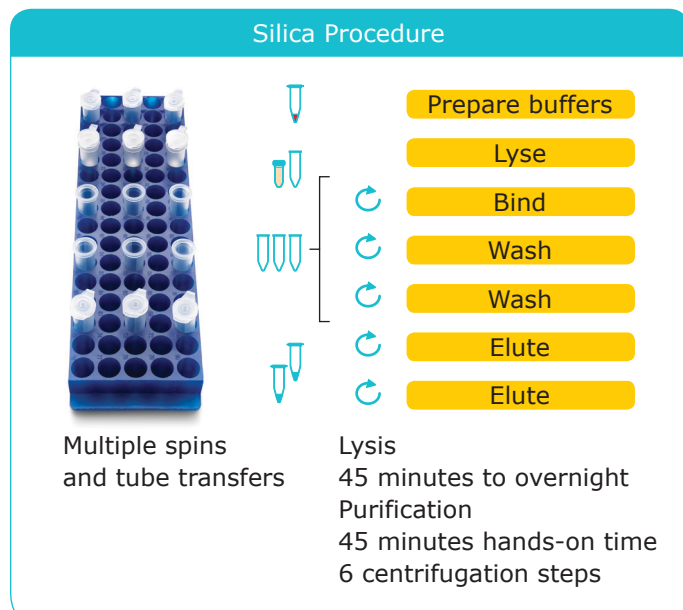 Silica Procedure
Prepare buffers
Lyse
Bind
Wash
Wash
Elute
Elute
Multiple spins
and tube transfers
Lysis
45 minutes to overnight
Purification
45 minutes hands-on time
6 centrifugation steps